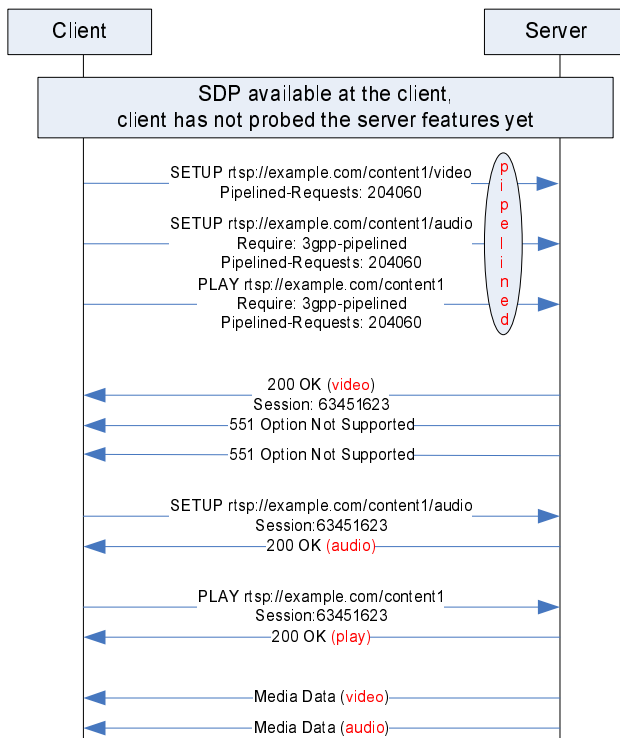 Client
Server
SDP available at the client,
client has not probed the server features yet
SETUP rtsp://example.com/content1/video
Pipelined-Requests: 204060
SETUP rtsp://example.com/content1/audio
Require: 3gpp-pipelined
Pipelined-Requests: 204060
PLAY rtsp://example.com/content1
Require: 3gpp-pipelined
Pipelined-Requests: 204060
pipelined
200 OK (video)
Session: 63451623
551 Option Not Supported
551 Option Not Supported
SETUP rtsp://example.com/content1/audio
Session:63451623
200 OK (audio)
PLAY rtsp://example.com/content1
Session:63451623
200 OK (play)
Media Data (video)
Media Data (audio)